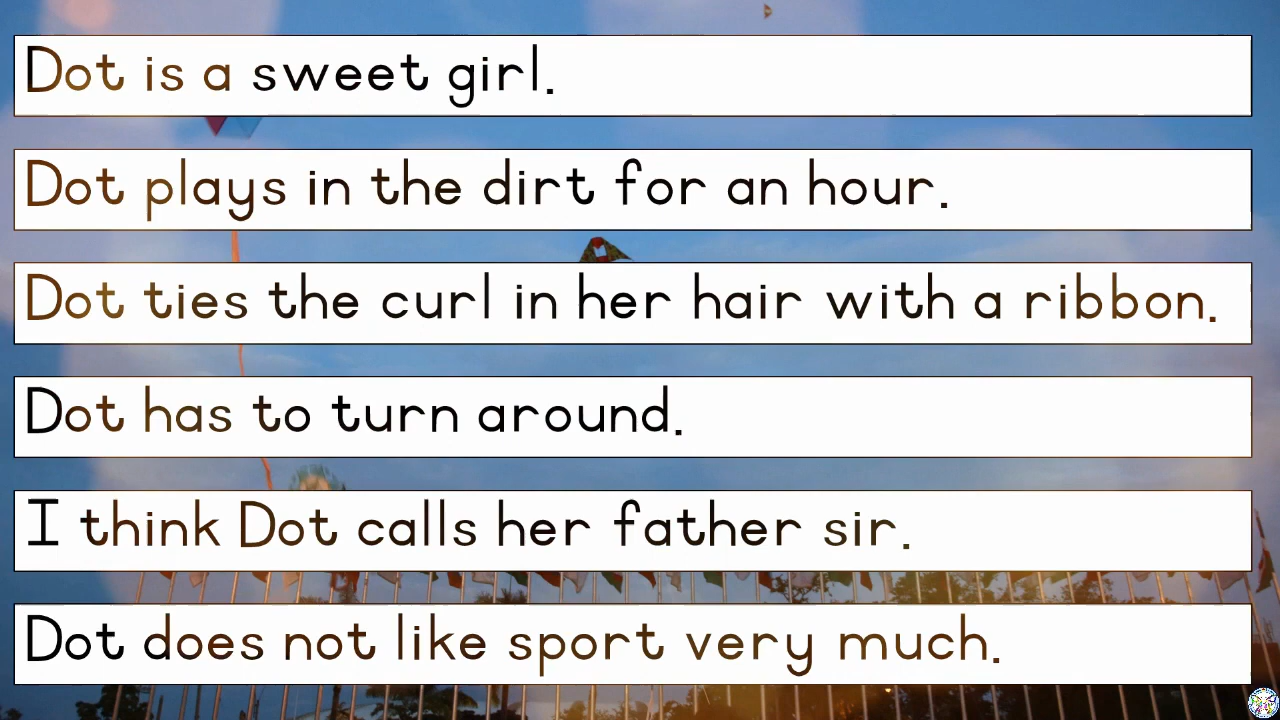 Dot is a sweet girl.
Dot plays in the dirt for an hour.
Dot ties the curl in her hair with a ribbon.
Dot has to turn around.
I think Dot calls her father sir.
Dot does not like sport very much.